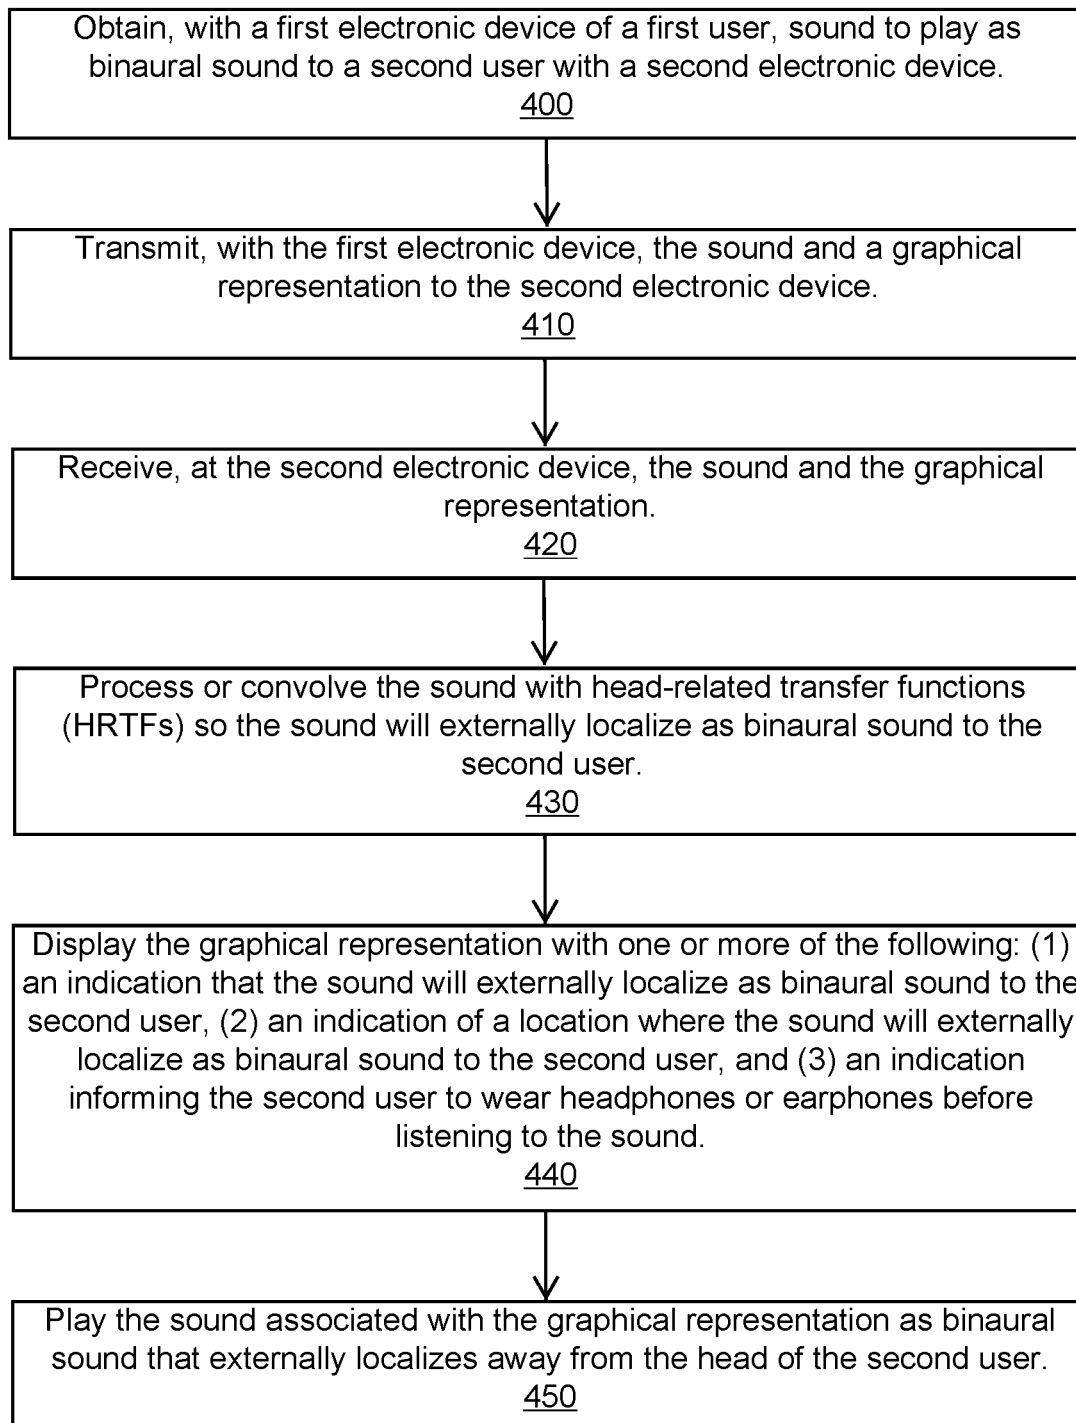 Obtain, with a first electronic device of a first user, sound to play as
binaural sound to a second user with a second electronic device.
400
Transmit, with the first electronic device, the sound and a graphical
representation to the second electronic device.
410
Receive, at the second electronic device, the sound and the graphical
representation.
420
Process or convolve the sound with head-related transfer functions
(HRTFs) so the sound will externally localize as binaural sound to the
second user.
430
Display the graphical representation with one or more of the following: (1)
an indication that the sound will externally localize as binaural sound to the
second user, (2) an indication of a location where the sound will externally
localize as binaural sound to the second user, and (3) an indication
informing the second user to wear headphones or earphones before
listening to the sound.
440
Play the sound associated with the graphical representation as binaural
sound that externally localizes away from the head of the second user.
450